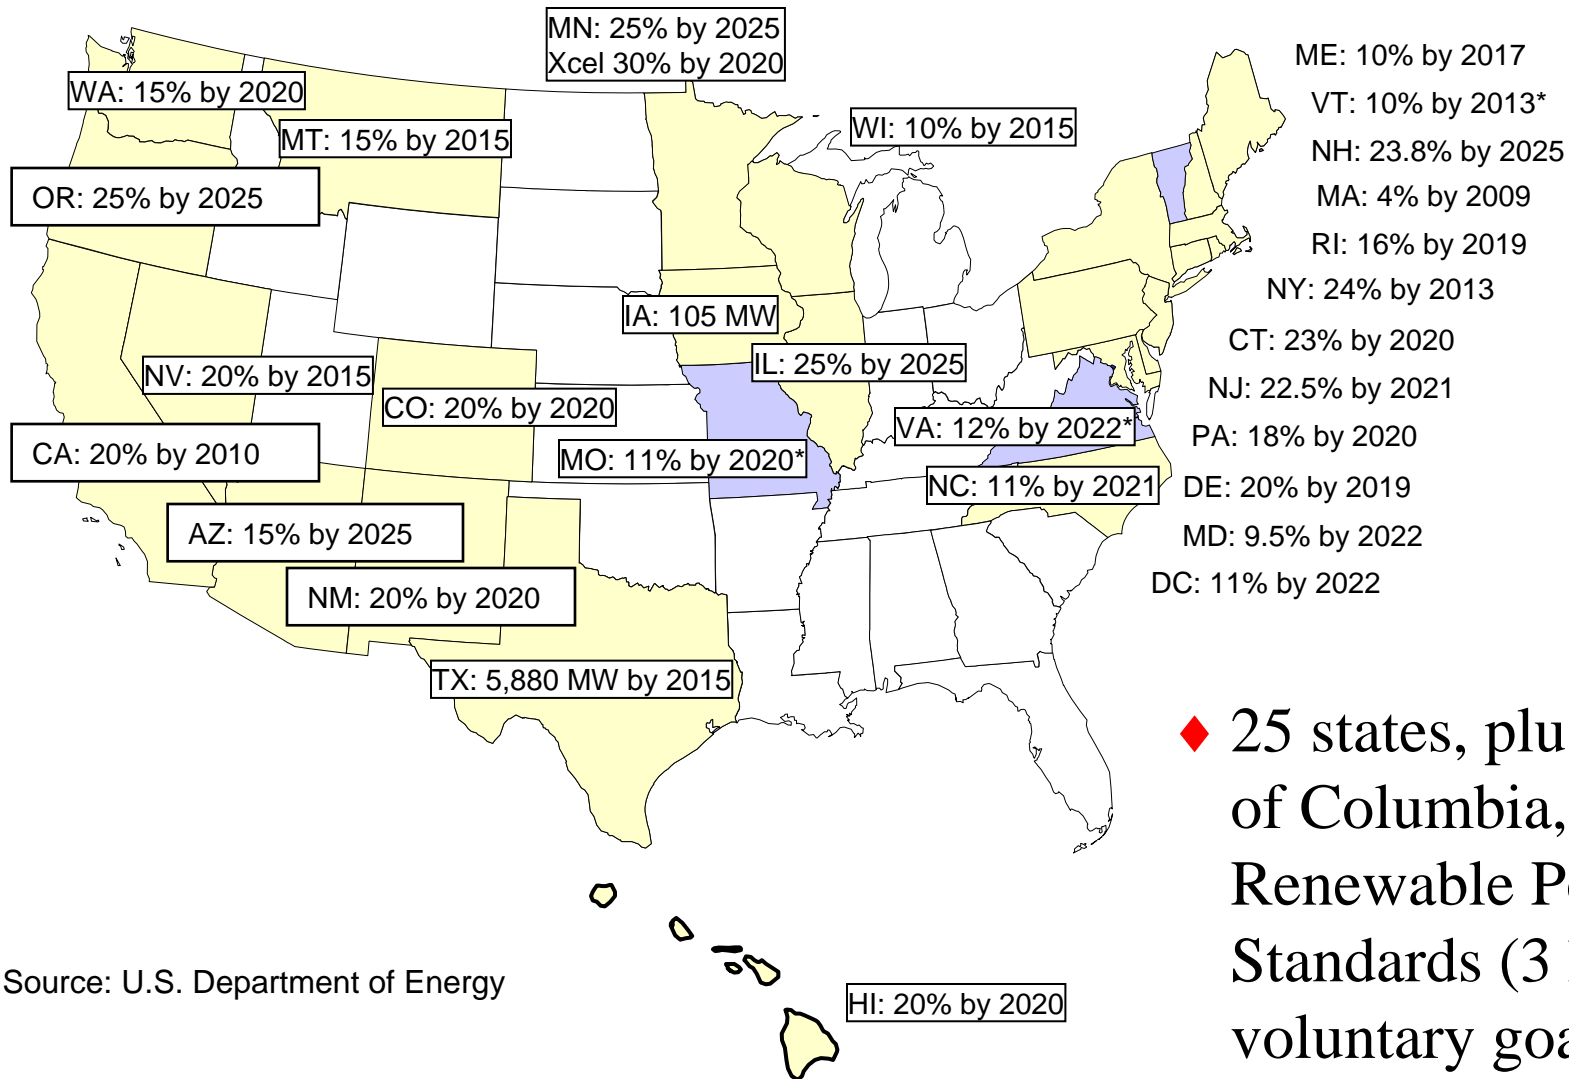 MN: 25% by 2025
Xcel 30% by 2020
ME: 10% by 2017
WA: 15% by 2020
VT: 10% by 2013*
WI: 10% by 2015
MT: 15% by 2015
NH: 23.8% by 2025
OR: 25% by 2025
MA: 4% by 2009
RI: 16% by 2019
NY: 24% by 2013
IA: 105 MW
CT: 23% by 2020
IL: 25% by 2025
NV: 20% by 2015
NJ: 22.5% by 2021
CO: 20% by 2020
VA: 12% by 2022*
PA: 18% by 2020
CA: 20% by 2010
MO: 11% by 2020*
NC: 11% by 2021
DE: 20% by 2019
AZ: 15% by 2025
MD: 9.5% by 2022
DC: 11% by 2022
NM: 20% by 2020
TX: 5,880 MW by 2015
♦ 25 states, plu
of Columbia,
Renewable P
Standards (3
voluntary goa
Source: U.S. Department of Energy
HI: 20% by 2020